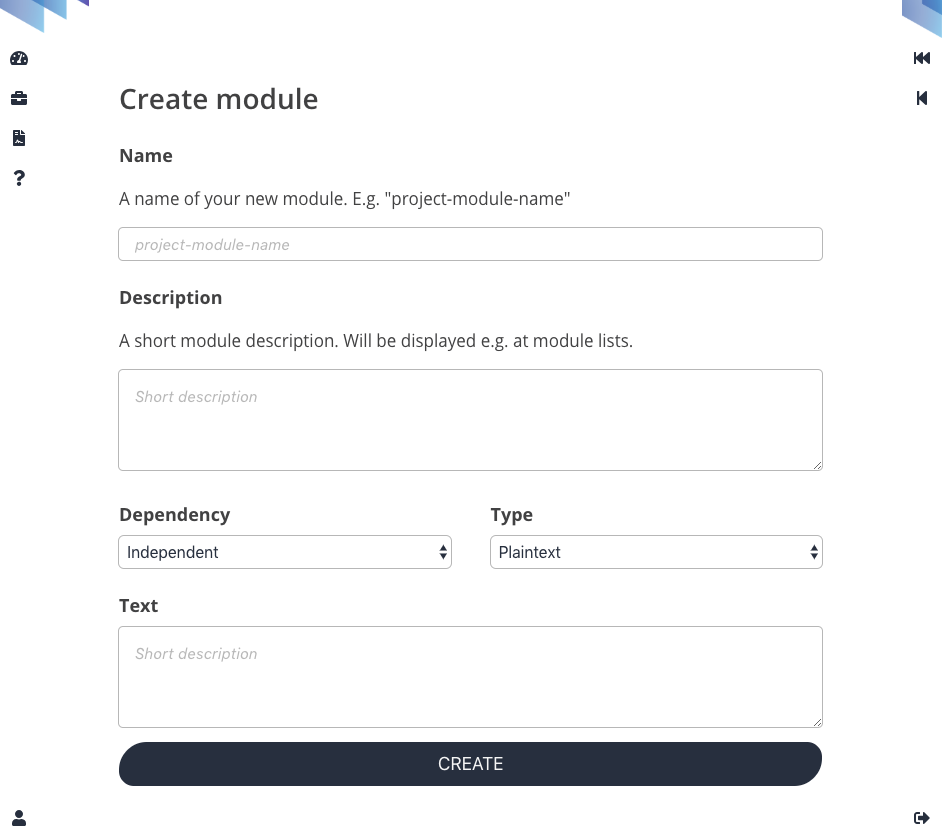 Create module
Name
A name of your new module. E.g. "project-module-name"
project-module-name
Description
A short module description. Will be displayed e.g. at module lists.
Short description
Dependency Type
Independent Plaintext
Text
Short description
CREATE